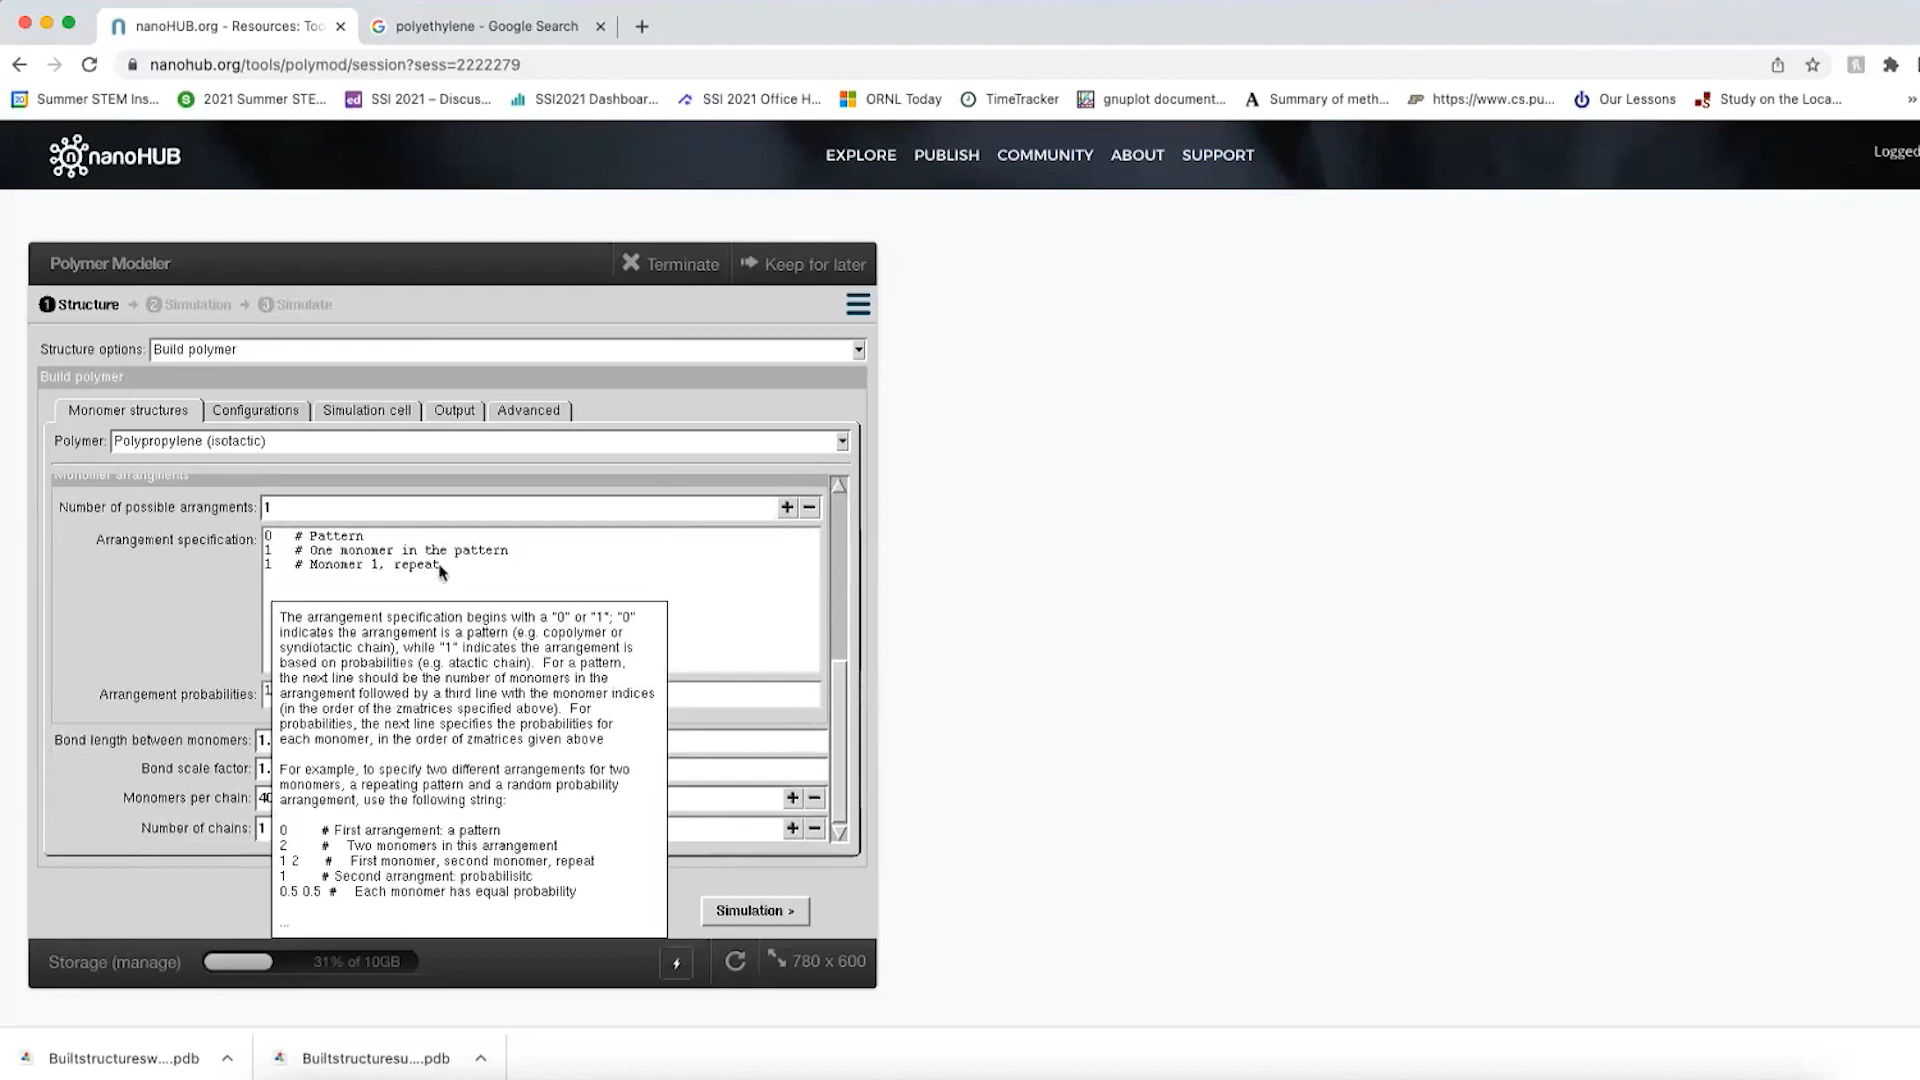 nanoHUB.org - Resources: Too
polyethylene - Google Search
nanohub.org/tools/polymod/session?sess=2222279
Summer STEM Ins...
2021 Summer STE...
SSI 2021 – Discus...
SSI2021 Dashboar...
SSI 2021 Office H...
ORNL Today
TimeTracker
gnuplot document...
Summary of meth...
https://www.cs.pu...
Our Lessons
Study on the Loca...
»
nanoHUB
EXPLORE PUBLISH COMMUNITY ABOUT SUPPORT
Logged
Polymer Modeler
Terminate
Keep for later
1 Structure → 2 Simulation → 3 Simulate
Structure options: Build polymer
Build polymer
Monomer structures
Configurations
Simulation cell
Output
Advanced
Polymer: Polypropylene (isotactic)
Monomer arrangments
Number of possible arrangments: 1
Arrangement specification:
0 # Pattern
1 # One monomer in the pattern
1 # Monomer 1, repeat
The arrangement specification begins with a "0" or "1"; "0"
indicates the arrangement is a pattern (e.g. copolymer or
syndiotactic chain), while "1" indicates the arrangement is
based on probabilities (e.g. atactic chain). For a pattern,
the next line should be the number of monomers in the
arrangement followed by a third line with the monomer indices
(in the order of the zmatrices specified above). For
probabilities, the next line specifies the probabilities for
each monomer, in the order of zmatrices given above
For example, to specify two different arrangements for two
monomers, a repeating pattern and a random probability
arrangement, use the following string:
0 # First arrangement: a pattern
2 # Two monomers in this arrangement
1 2 # First monomer, second monomer, repeat
1 # Second arrangment: probabilisitc
0.5 0.5 # Each monomer has equal probability
...
Arrangement probabilities: 1
Bond length between monomers: 1.
Bond scale factor: 1.
Monomers per chain: 40
Number of chains: 1
Simulation >
Storage (manage)
31% of 10GB
780 x 600
Builtstructuresw....pdb
Builtstructuresu....pdb